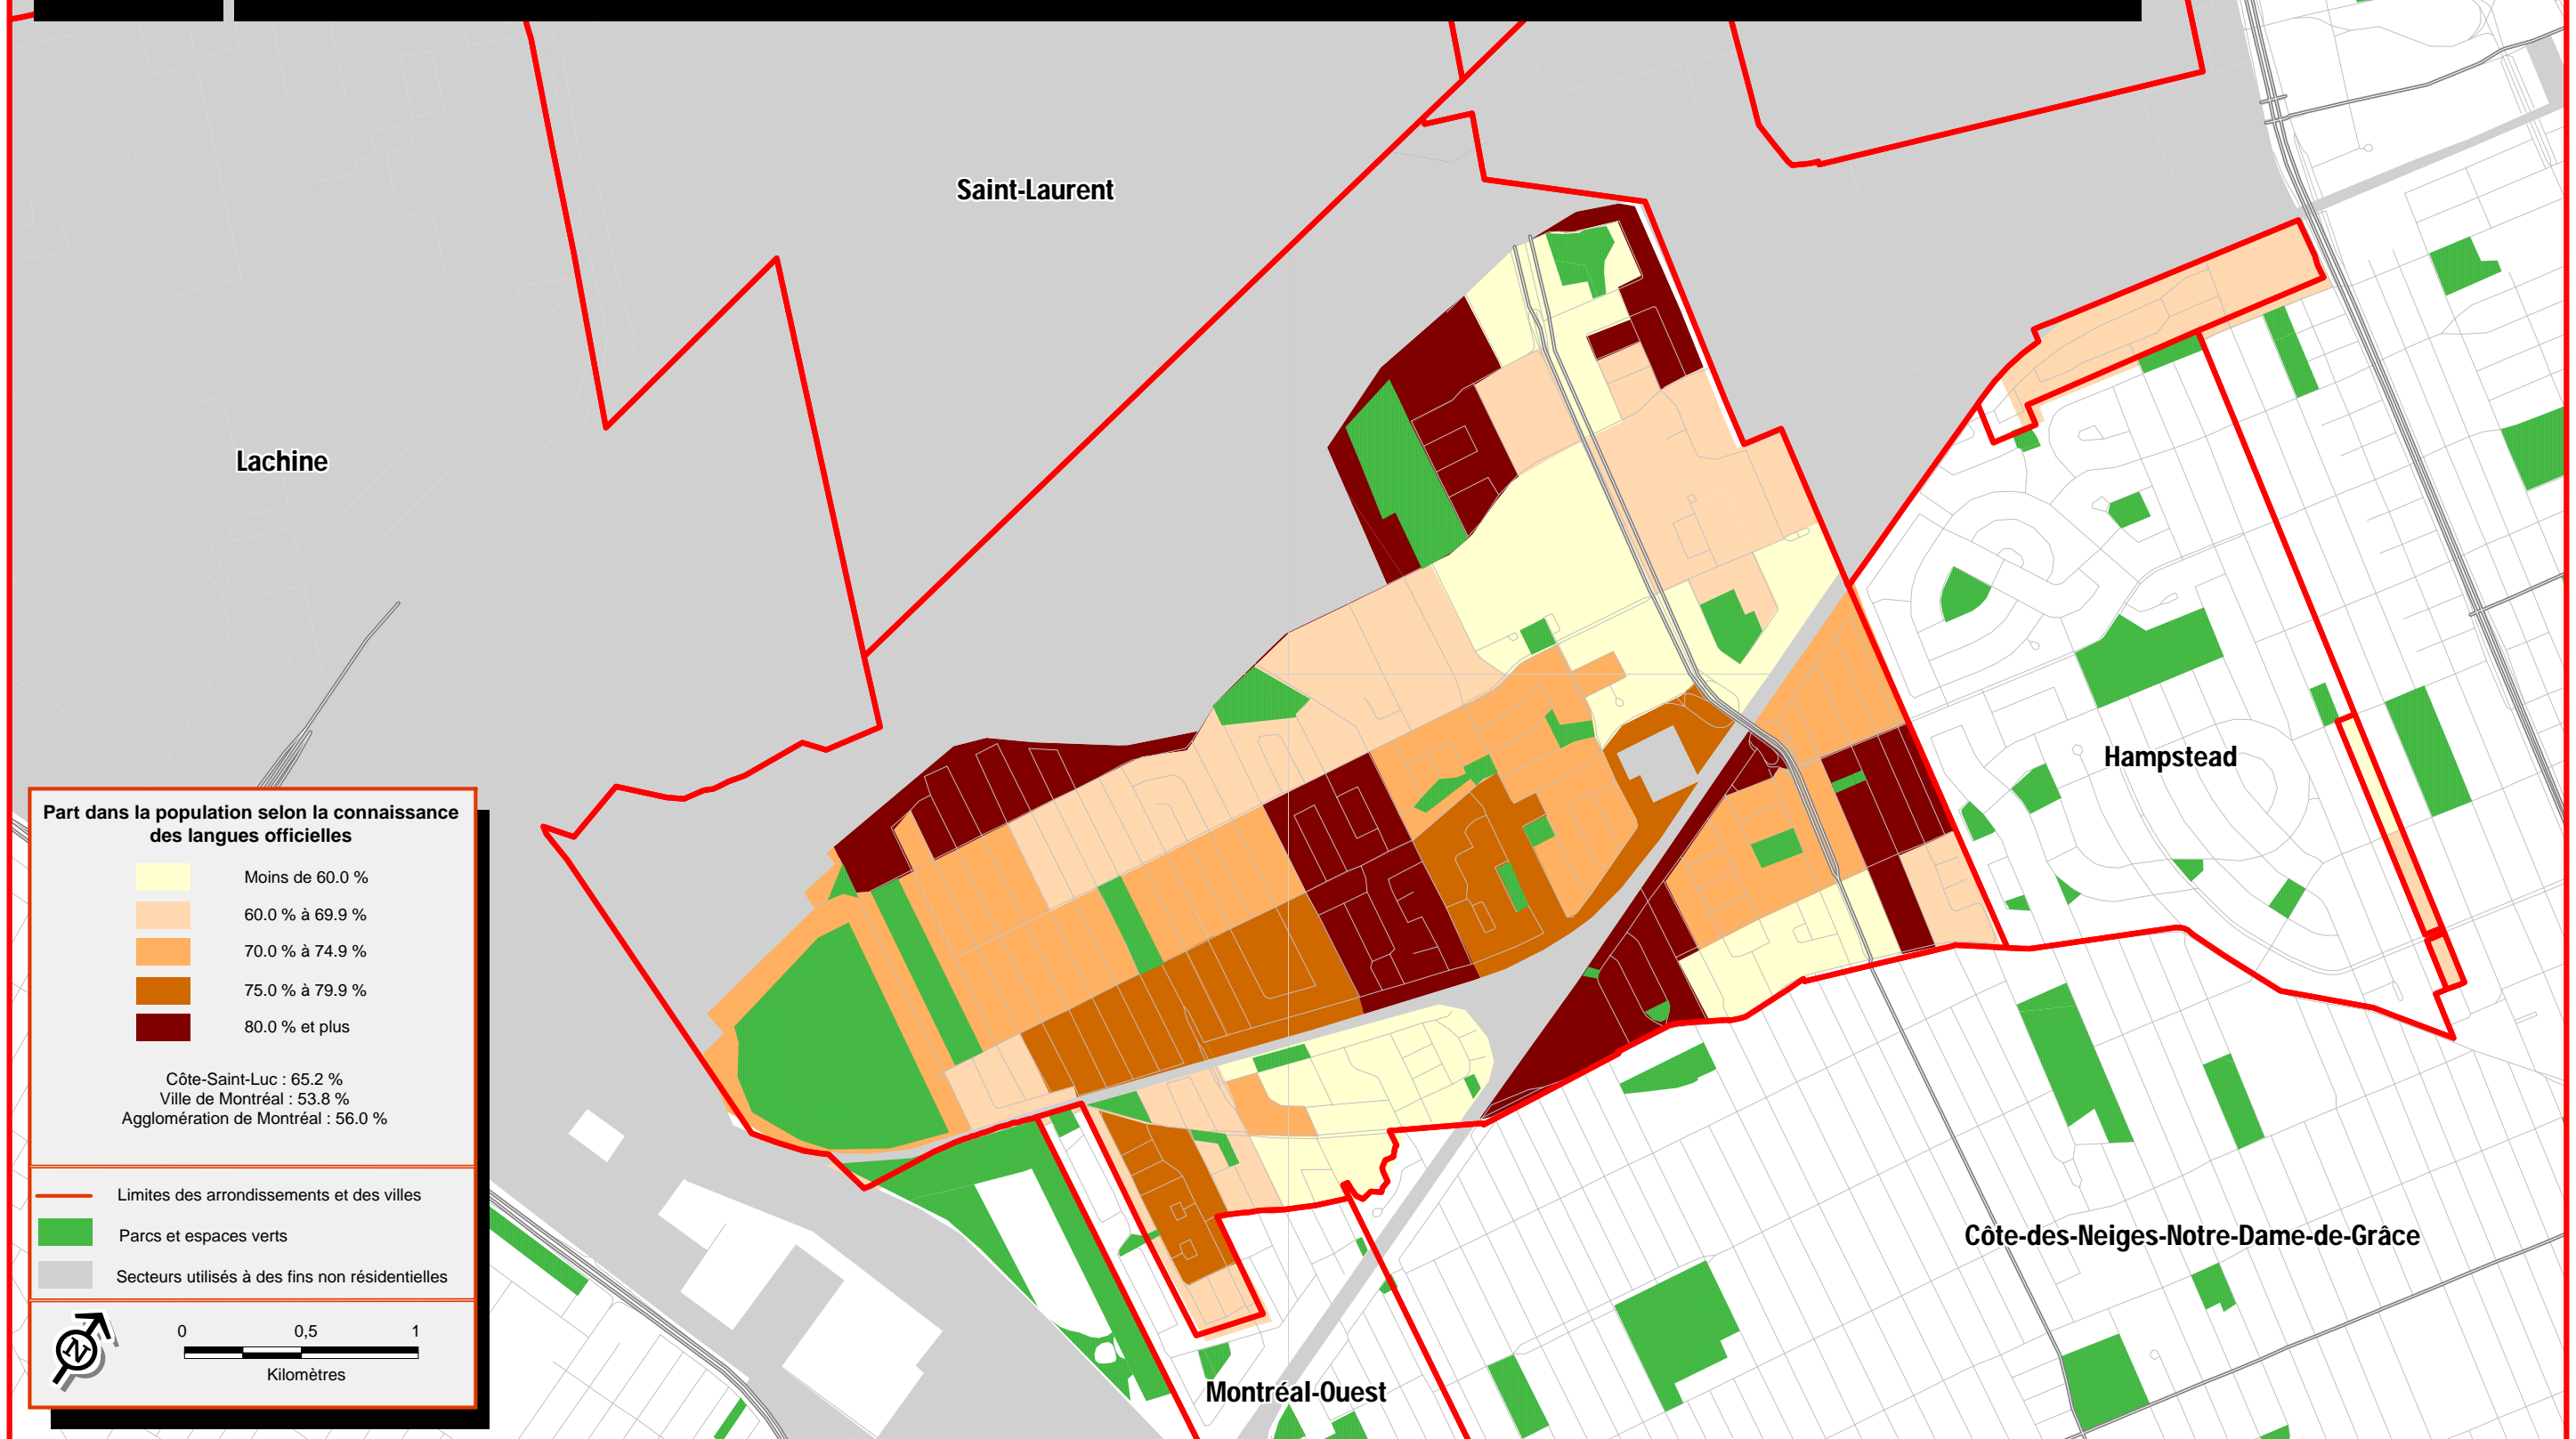 Saint-Laurent
Lachine
Hampstead
Côte-des-Neiges-Notre-Dame-de-Grâce
Montréal-Ouest
Part dans la population selon la connaissance
des langues officielles
Moins de 60.0 %
60.0 % à 69.9 %
70.0 % à 74.9 %
75.0 % à 79.9 %
80.0 % et plus
Côte-Saint-Luc : 65.2 %
Ville de Montréal : 53.8 %
Agglomération de Montréal : 56.0 %
Limites des arrondissements et des villes
Parcs et espaces verts
Secteurs utilisés à des fins non résidentielles
N
0 0,5 1
Kilomètres